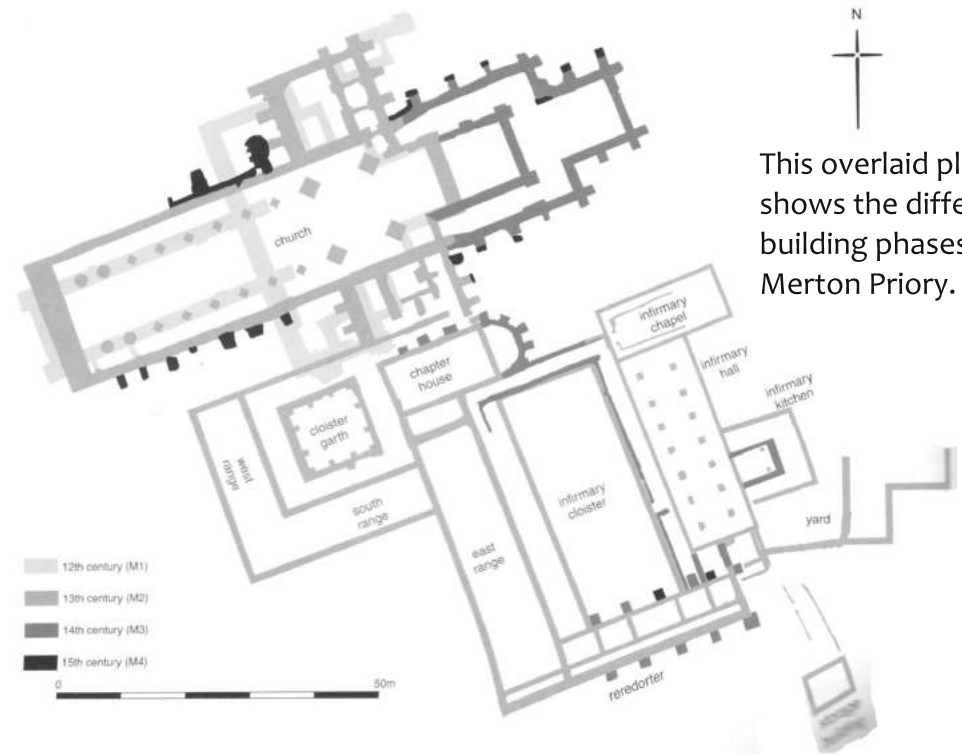 N
This overlaid pl
shows the diffe
building phases
Merton Priory.
church
infirmary
chapel
infirmary
hall
infirmary
kitchen
chapter
house
cloister
garth
west
range
south
range
infirmary
cloister
east
range
yard
reredorter
12th century (M1)
13th century (M2)
14th century (M3)
15th century (M4)
0
50m